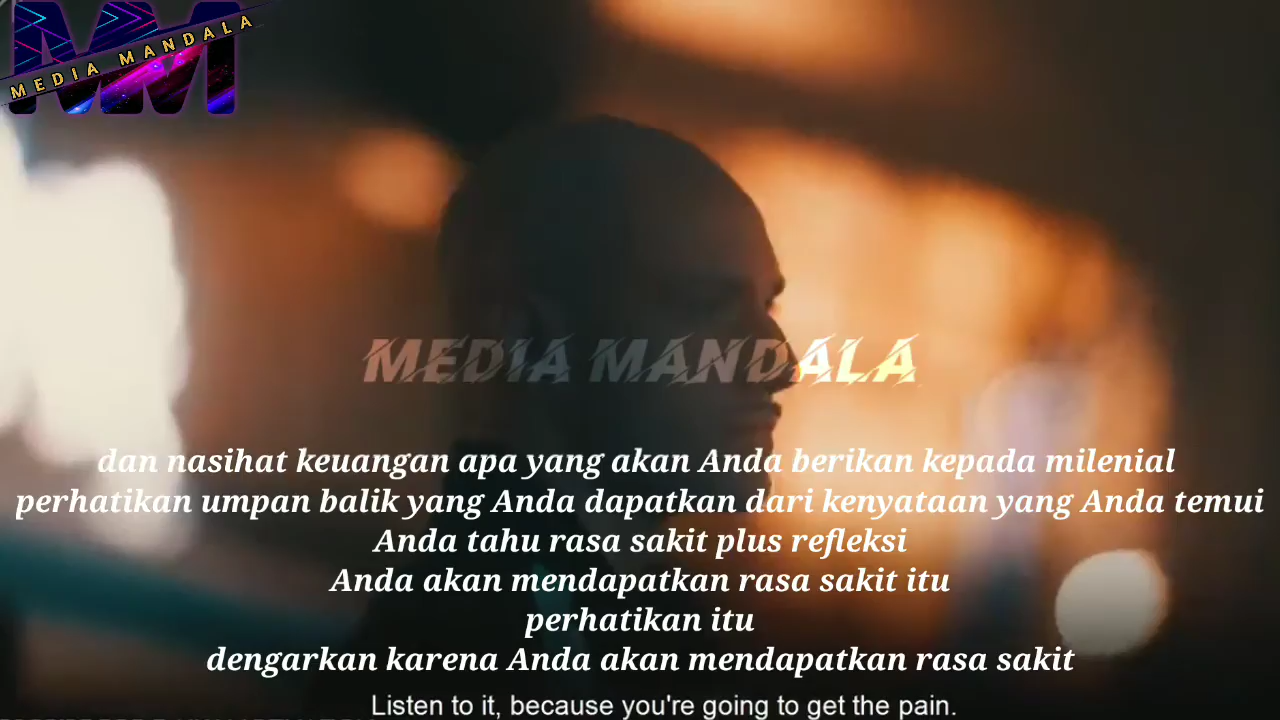 MEDIA MANDALA
MEDIA MANDALA
dan nasihat keuangan apa yang akan Anda berikan kepada milenial
perhatikan umpan balik yang Anda dapatkan dari kenyataan yang Anda temui
Anda tahu rasa sakit plus refleksi
Anda akan mendapatkan rasa sakit itu
perhatikan itu
dengarkan karena Anda akan mendapatkan rasa sakit
Listen to it, because you're going to get the pain.